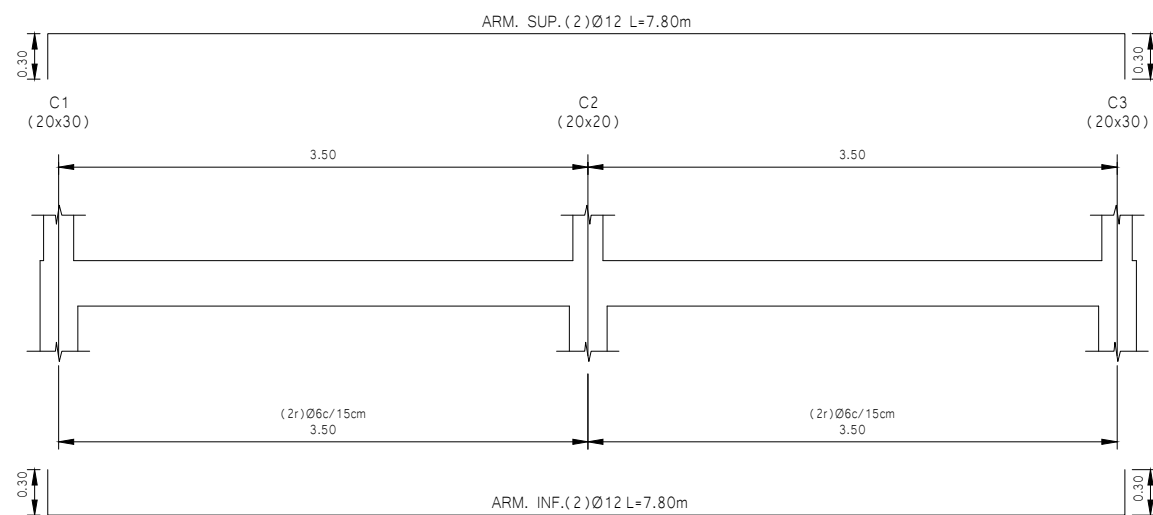 ARM. SUP.(2)Ø12 L=7.80m
0.30
0.30
C1
(20x30)
C2
(20x20)
C3
(20x30)
3.50
3.50
(2r)Ø6c/15cm
3.50
(2r)Ø6c/15cm
3.50
0.30
0.30
ARM. INF.(2)Ø12 L=7.80m